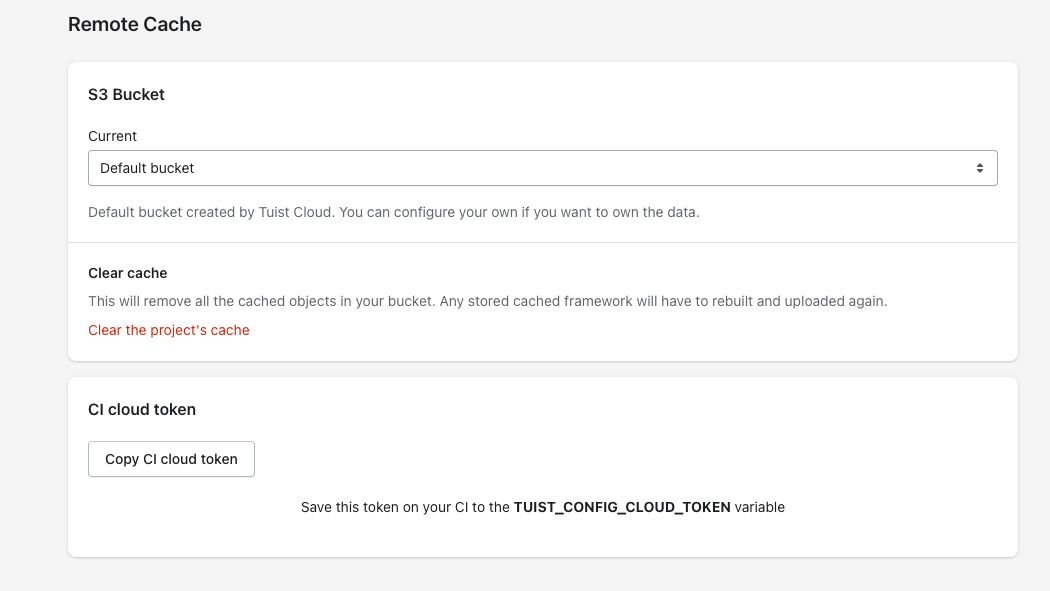 Remote Cache
S3 Bucket
Current
Default bucket
Default bucket created by Tuist Cloud. You can configure your own if you want to own the data.
Clear cache
This will remove all the cached objects in your bucket. Any stored cached framework will have to rebuilt and uploaded again.
Clear the project's cache
CI cloud token
Copy CI cloud token
Save this token on your CI to the TUIST_CONFIG_CLOUD_TOKEN variable